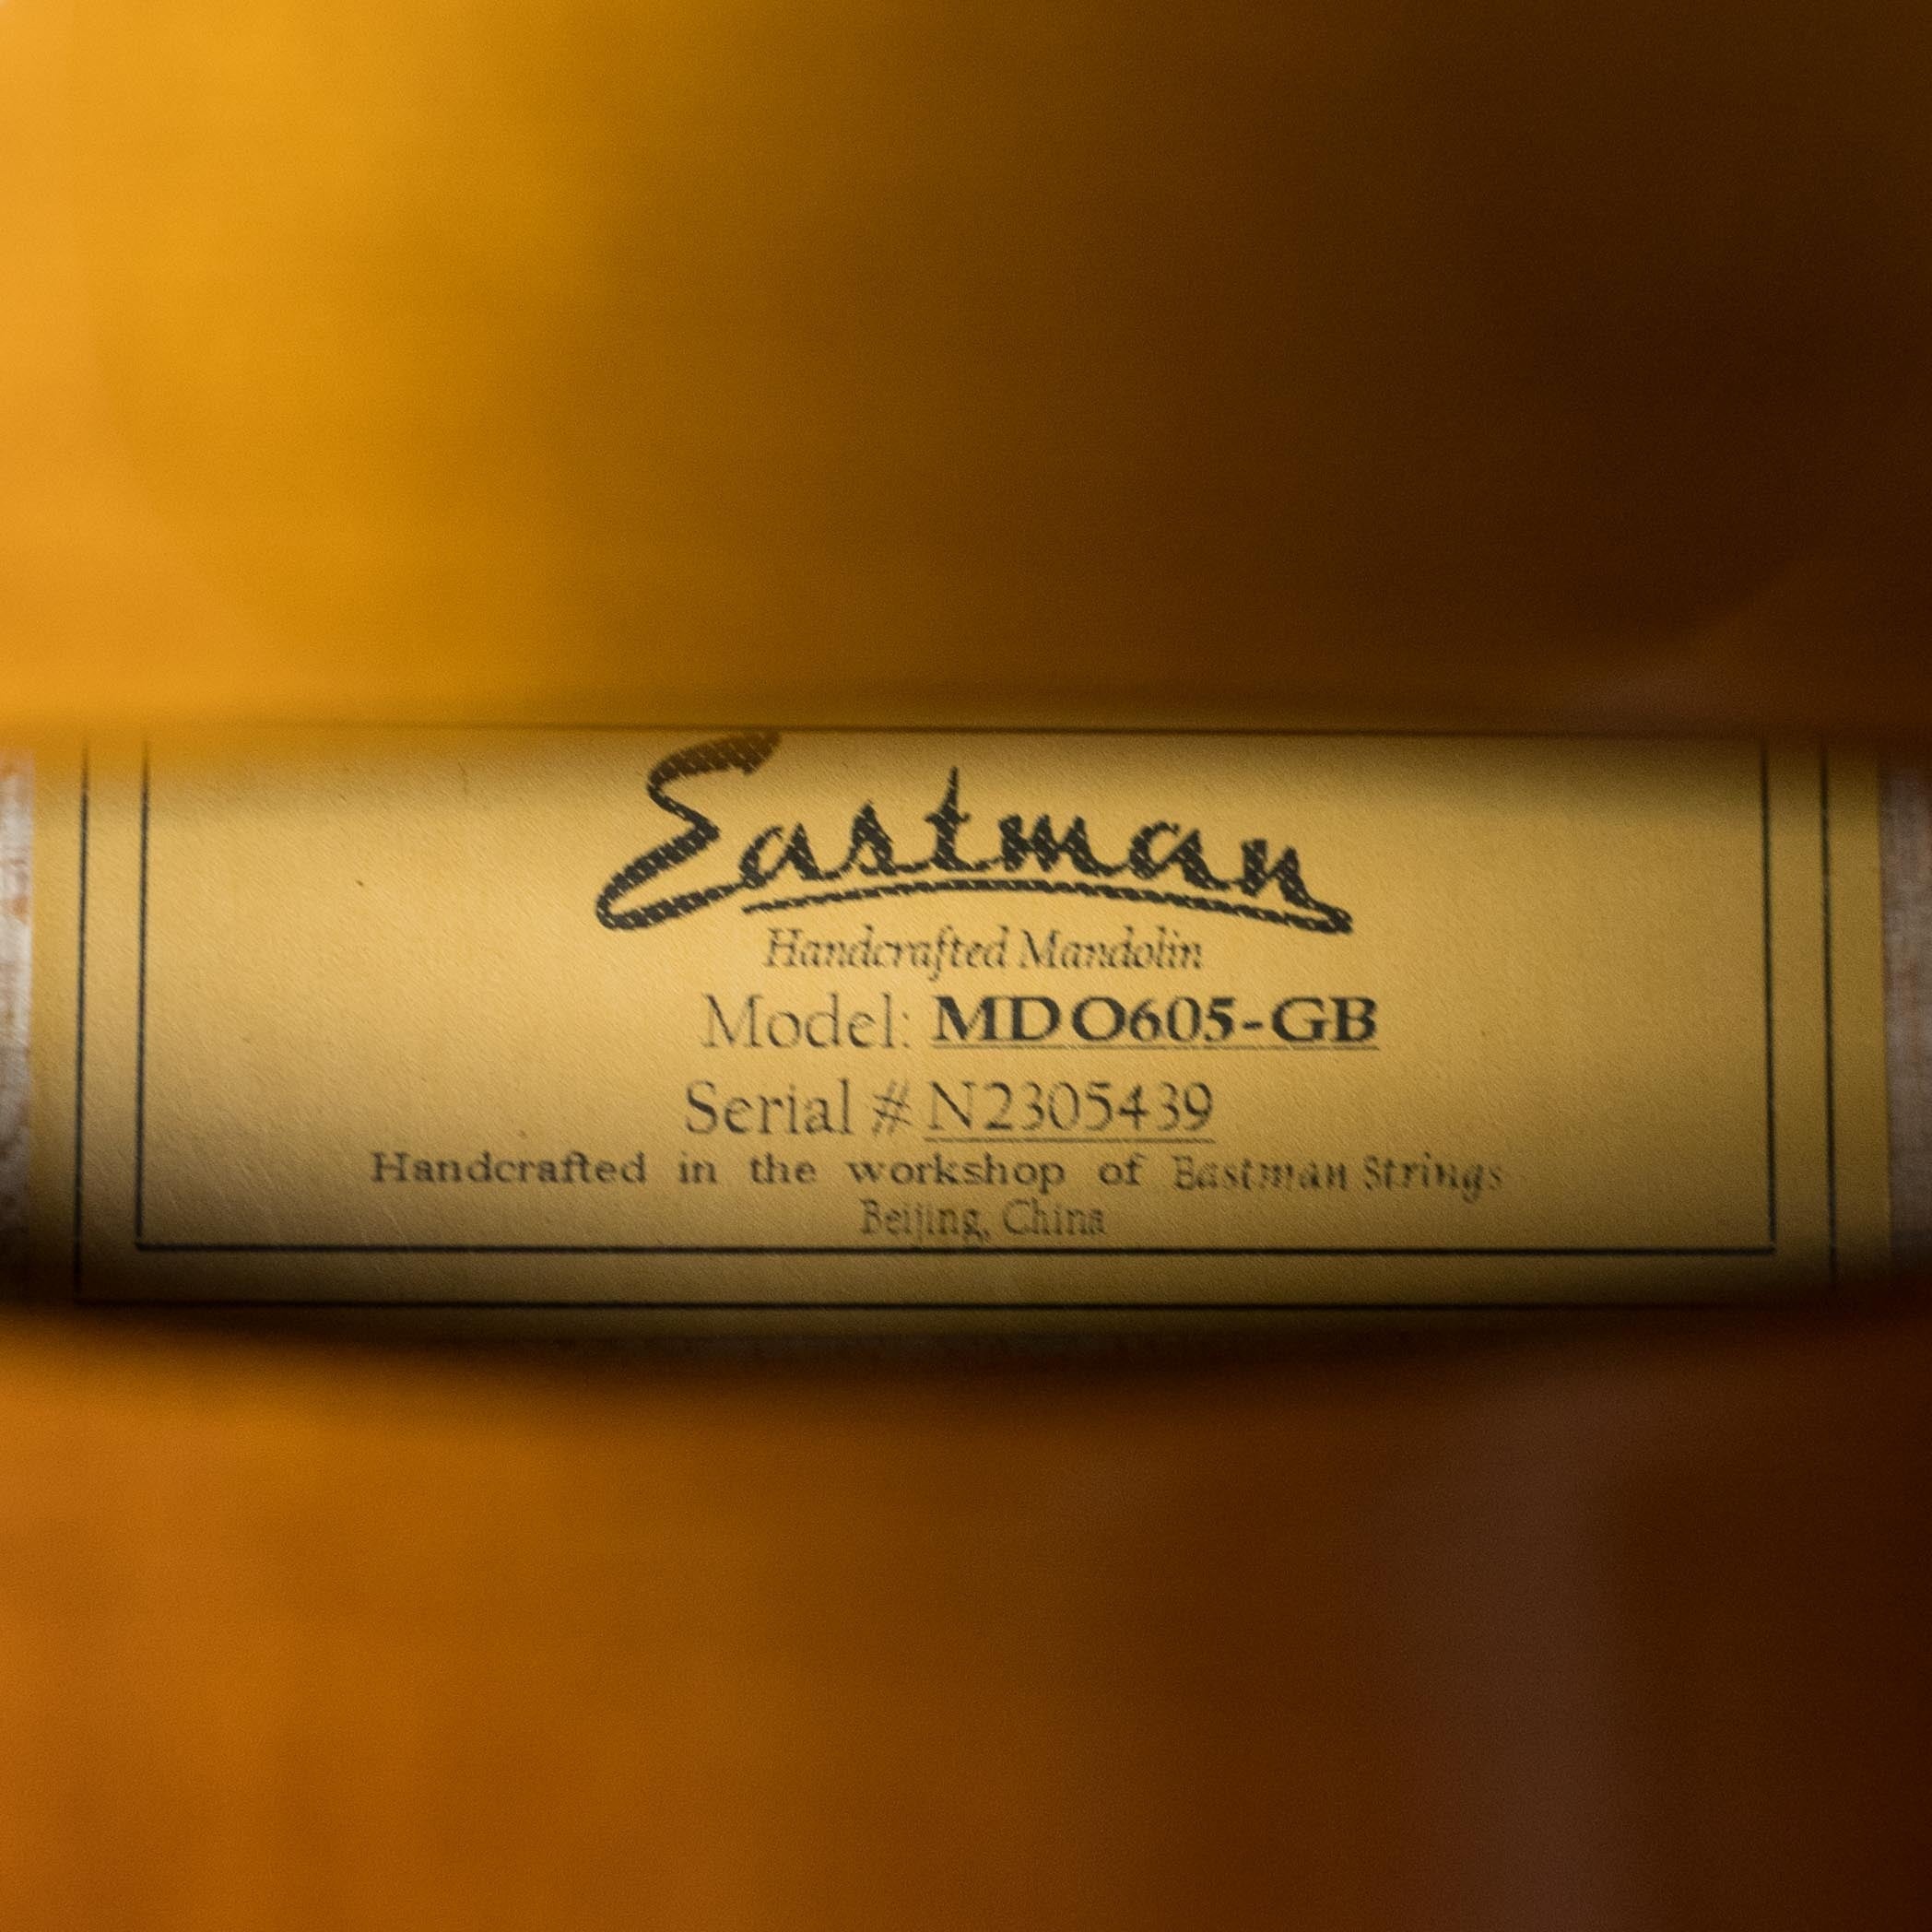 Eastman
Handcrafted Mandolin
Model: MDO605-GB
Serial # N2305439
Handcrafted in the workshop of Eastman Strings
Beijing, China